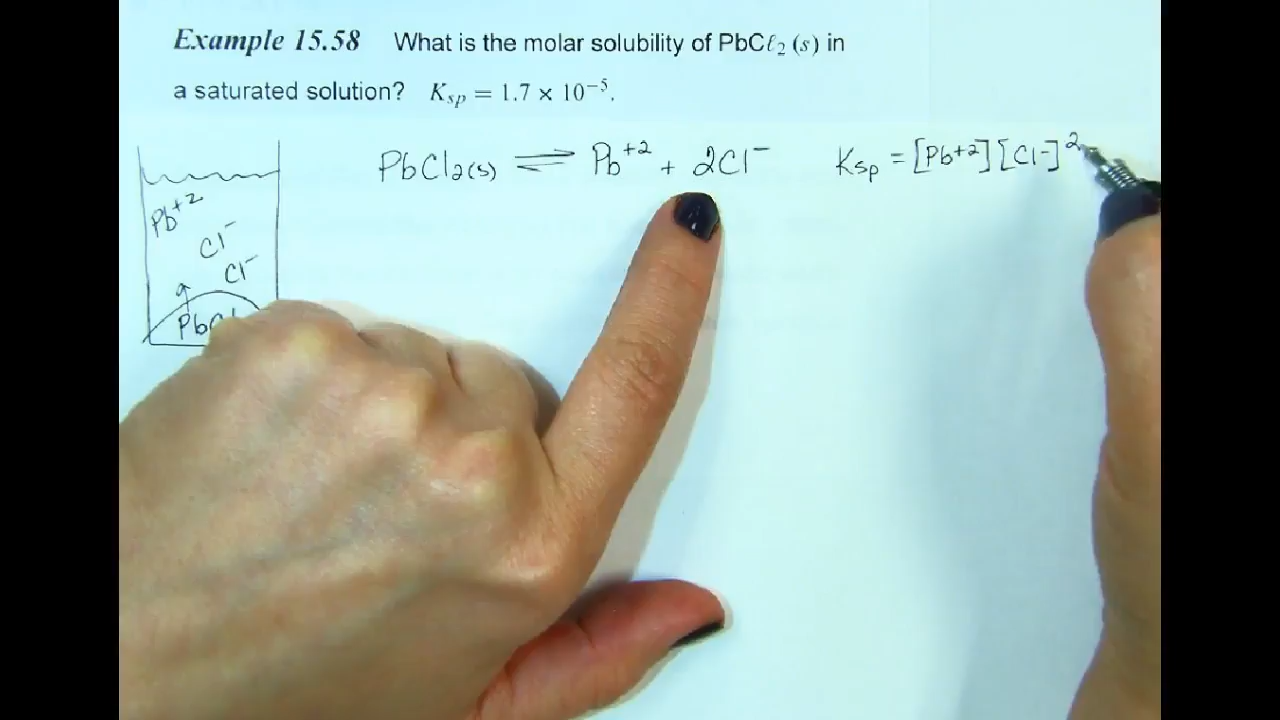 Example 15.58 What is the molar solubility of PbCℓ₂ (s) in
a saturated solution? Kₛₚ = 1.7 × 10⁻⁵.
PbCl₂(s) ⇌ Pb⁺² + 2Cl⁻ Ksp = [Pb⁺²][Cl⁻]²
Pb⁺²
Cl⁻
Cl⁻